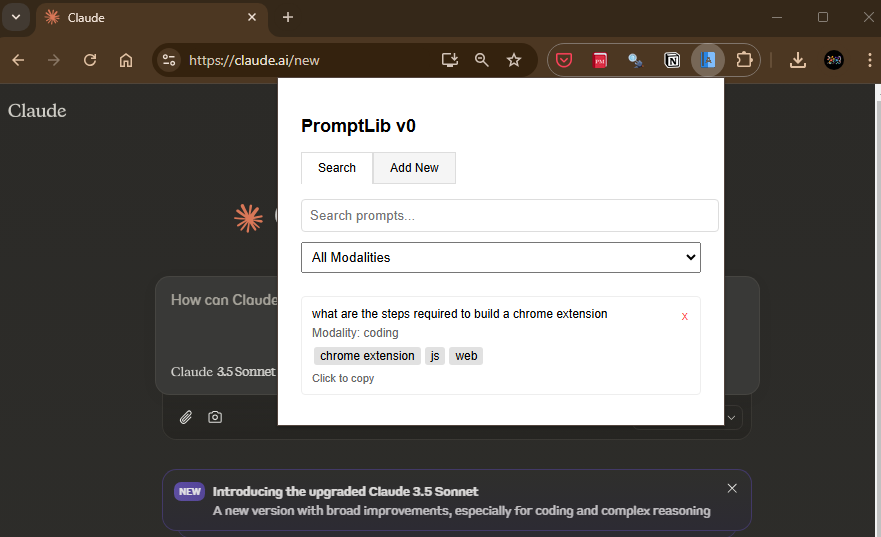 Claude
https://claude.ai/new
PM
A
Claude
PromptLib v0
Search
Add New
Search prompts...
All Modalities
what are the steps required to build a chrome extension
x
Modality: coding
chrome extension js web
Click to copy
How can Claude
Claude 3.5 Sonnet
NEW
Introducing the upgraded Claude 3.5 Sonnet
A new version with broad improvements, especially for coding and complex reasoning